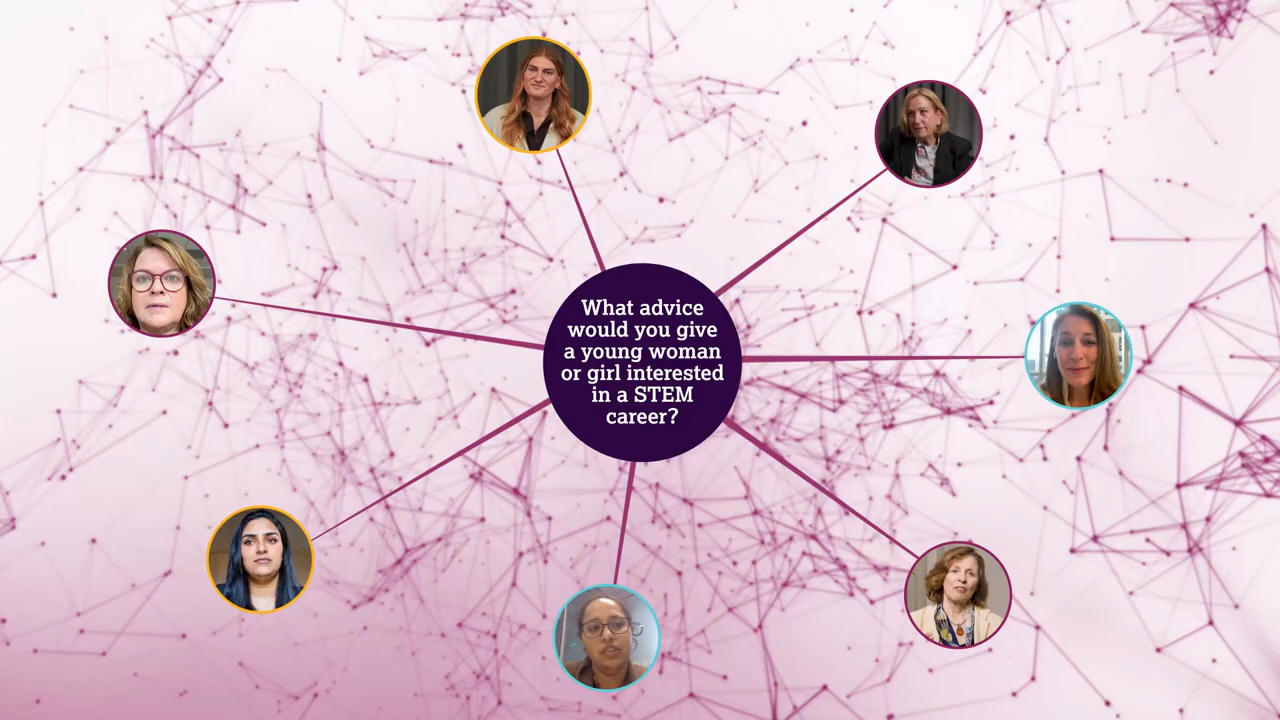 What advice
would you give
a young woman
or girl interested
in a STEM
career?